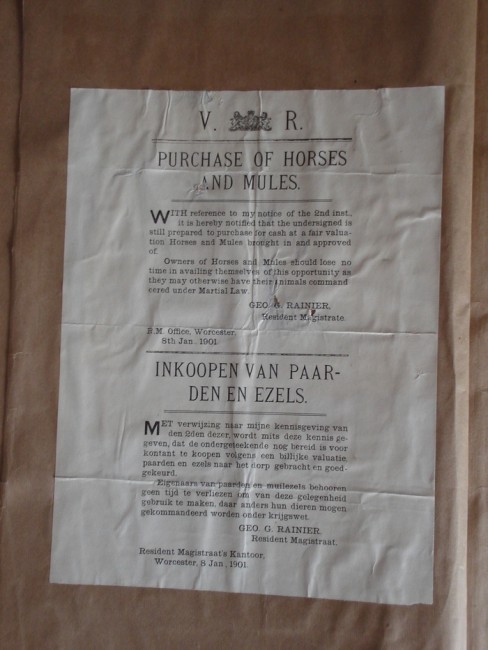 V. R.
PURCHASE OF HORSES
AND MULES.
WITH reference to my notice of the 2nd inst.,
it is hereby notified that the undersigned is
still prepared to purchase for cash at a fair valua-
tion Horses and Mules brought in and approved
of.
Owners of Horses and Mules should lose no
time in availing themselves of this opportunity as
they may otherwise have their animals command
eered under Martial Law.
GEO. G. RAINIER,
Resident Magistrate.
R.M. Office, Worcester,
8th Jan., 1901.
INKOOPEN VAN PAAR-
DEN EN EZELS.
MET verwijzing naar mijne kennisgeving van
den 2den dezer, wordt mits deze kennis ge-
geven, dat de ondergeteekende nog bereid is voor
kontant te koopen volgens een billijke valuatie,
paarden en ezels naar het dorp gebracht en goed-
gekeurd.
Eigenaars van paarden en muilezels behooren
geen tijd te verliezen om van deze gelegenheid
gebruik te maken, daar anders hun dieren mogen
gekommandeerd worden onder krijgswet.
GEO. G. RAINIER,
Resident Magistraat.
Resident Magistraat's Kantoor,
Worcester, 8 Jan., 1901.